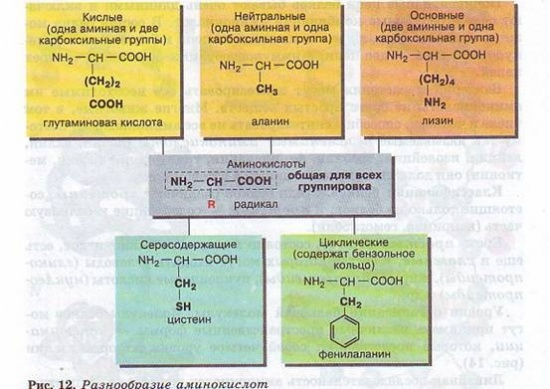 Кислые
(одна аминная и две
карбоксильные группы)
NH₂—CH—COOH
(CH₂)₂
COOH
глутаминовая кислота
Нейтральные
(одна аминная и одна
карбоксильная группа)
NH₂—CH—COOH
CH₃
аланин
Основные
(две аминные и одна
карбоксильная группы)
NH₂—CH—COOH
(CH₂)₄
NH₂
лизин
Аминокислоты
NH₂—CH—COOH
общая для всех
группировка
R
радикал
Серосодержащие
NH₂—CH—COOH
CH₂
SH
цистеин
Циклические
(содержат бензольное
кольцо)
NH₂—CH—COOH
CH₂
фенилаланин
Рис. 12. Разнообразие аминокислот